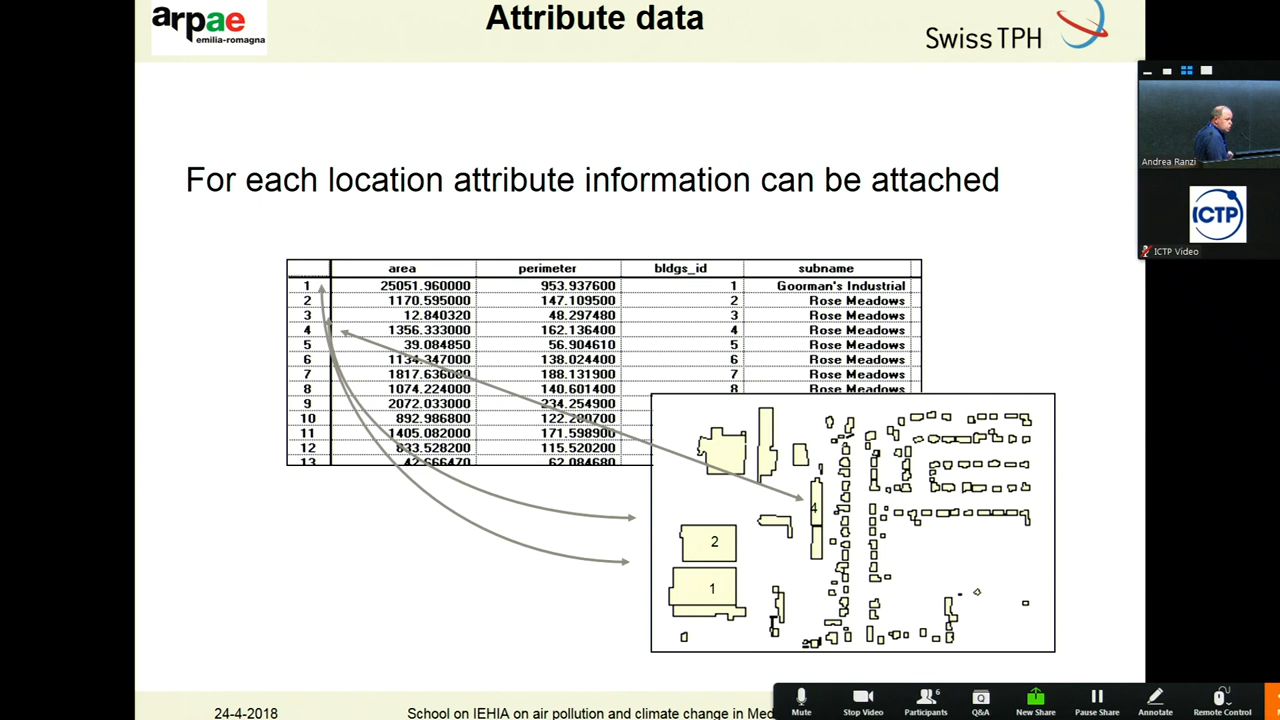 arpae
emilia-romagna
Attribute data
Swiss TPH
Andrea Ranzi
ICTP
ICTP Video
For each location attribute information can be attached
area perimeter bldgs_id subname
1 25051.960000 953.937600 1 Goorman's Industrial
2 1170.595000 147.109500 2 Rose Meadows
3 12.840320 48.297480 3 Rose Meadows
4 1356.333000 162.136400 4 Rose Meadows
5 39.084850 56.904610 5 Rose Meadows
6 1134.347000 138.024400 6 Rose Meadows
7 1817.636000 188.131900 7 Rose Meadows
8 1074.224000 140.601400 8 Rose Meadows
9 2072.033000 234.254900
10 892.986800 122.200700
11 1405.082000 171.598900
12 833.528200 115.520200
13 42.666470 62.084680
4
2
1
24-4-2018
School on IEHIA on air pollution and climate change in Med
6
Mute
Stop Video
Participants
Q&A
New Share
Pause Share
Annotate
Remote Control